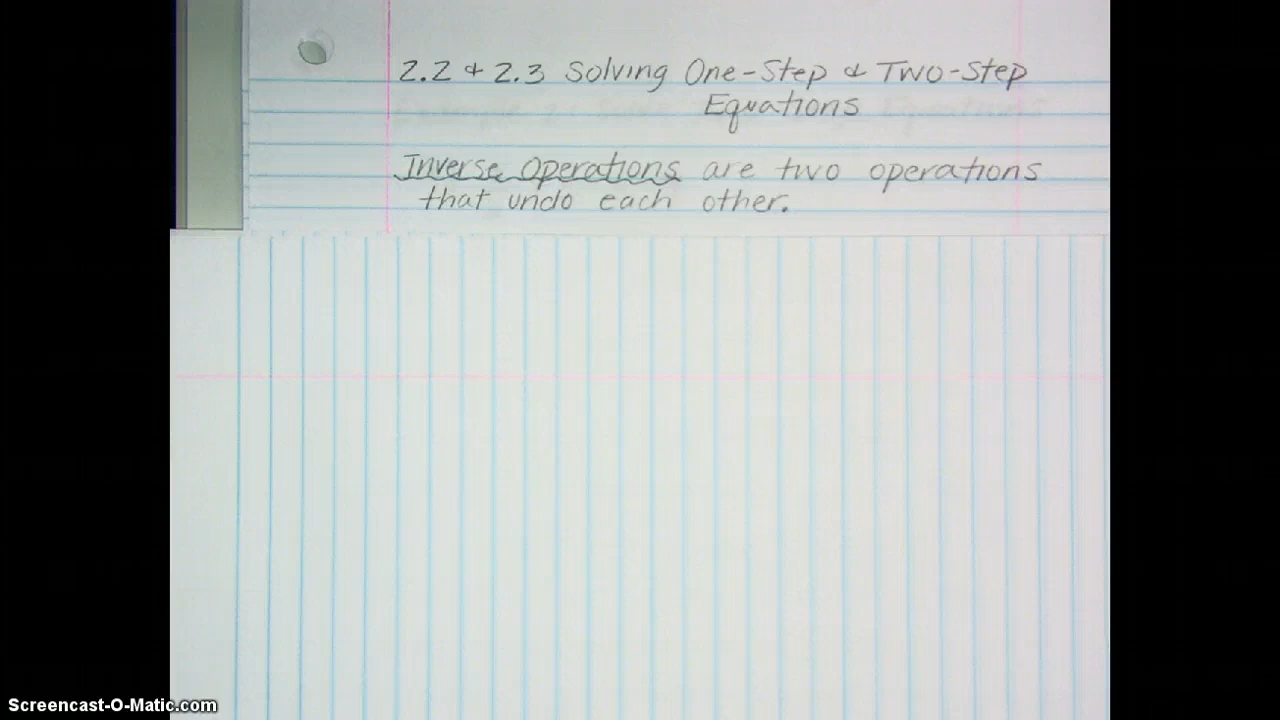 2.2 & 2.3 Solving One-Step & Two-Step
Equations
Inverse Operations are two operations
that undo each other.
Screencast-O-Matic.com